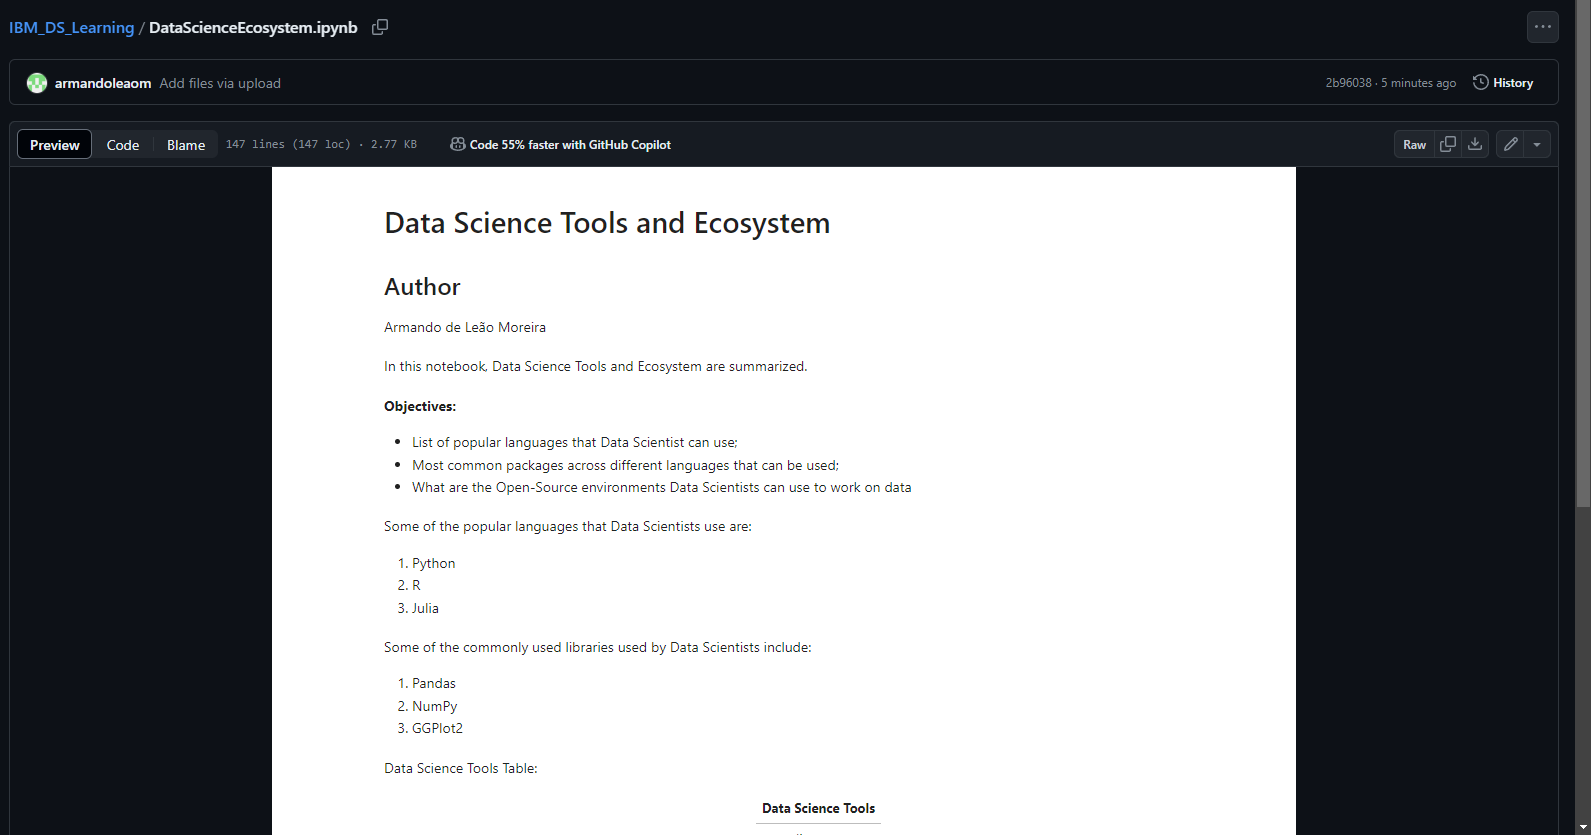 IBM_DS_Learning / DataScienceEcosystem.ipynb
armandoleaom Add files via upload 2b96038 · 5 minutes ago History
Preview Code Blame 147 lines (147 loc) · 2.77 KB Code 55% faster with GitHub Copilot Raw
Data Science Tools and Ecosystem
Author
Armando de Leão Moreira
In this notebook, Data Science Tools and Ecosystem are summarized.
Objectives:
• List of popular languages that Data Scientist can use;
• Most common packages across different languages that can be used;
• What are the Open-Source environments Data Scientists can use to work on data
Some of the popular languages that Data Scientists use are:
1. Python
2. R
3. Julia
Some of the commonly used libraries used by Data Scientists include:
1. Pandas
2. NumPy
3. GGPlot2
Data Science Tools Table:
Data Science Tools